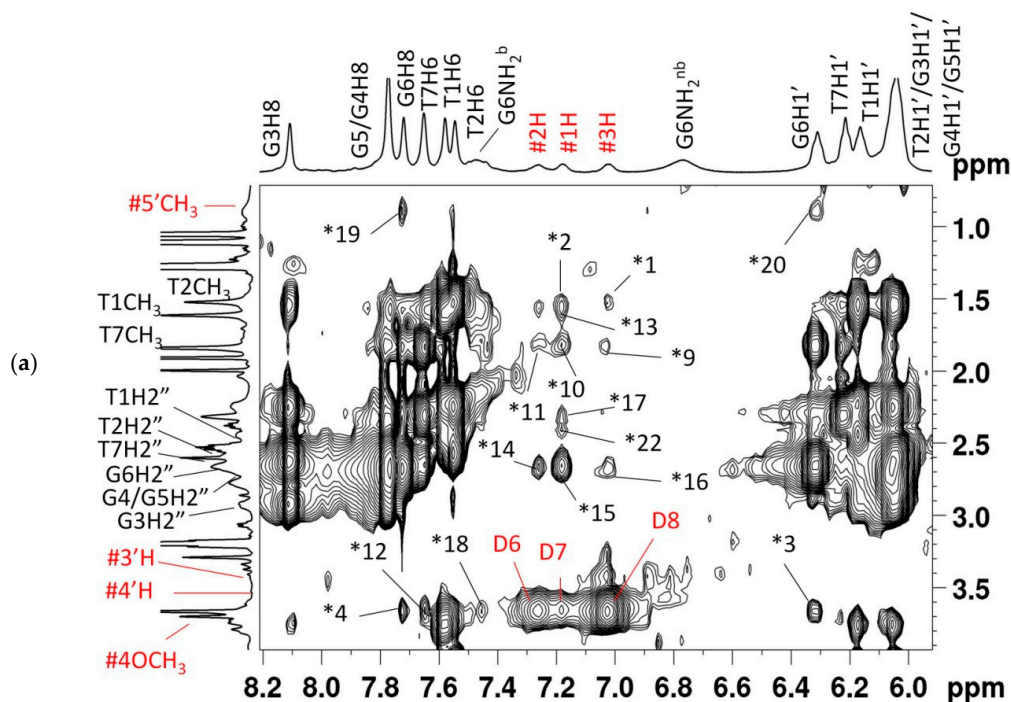 G3H8
G5/G4H8
G6H8
T7H6
T1H6
T2H6
G6NH₂ᵇ
#2H
#1H
#3H
G6NH₂ⁿᵇ
G6H1’
T7H1’
T1H1’
T2H1’/G3H1’/
G4H1’/G5H1’
ppm
#5’CH₃
T2CH₃
T1CH₃
T7CH₃
T1H2”
T2H2”
T7H2”
G6H2”
G4/G5H2”
G3H2”
#3’H
#4’H
#4OCH₃
(a)
*19
*2
*1
*20
*13
*9
*10
*11
*17
*22
*14
*16
*15
*12
*18
D6
D7
D8
*3
*4
1.0
1.5
2.0
2.5
3.0
3.5
8.2 8.0 7.8 7.6 7.4 7.2 7.0 6.8 6.6 6.4 6.2 6.0 ppm